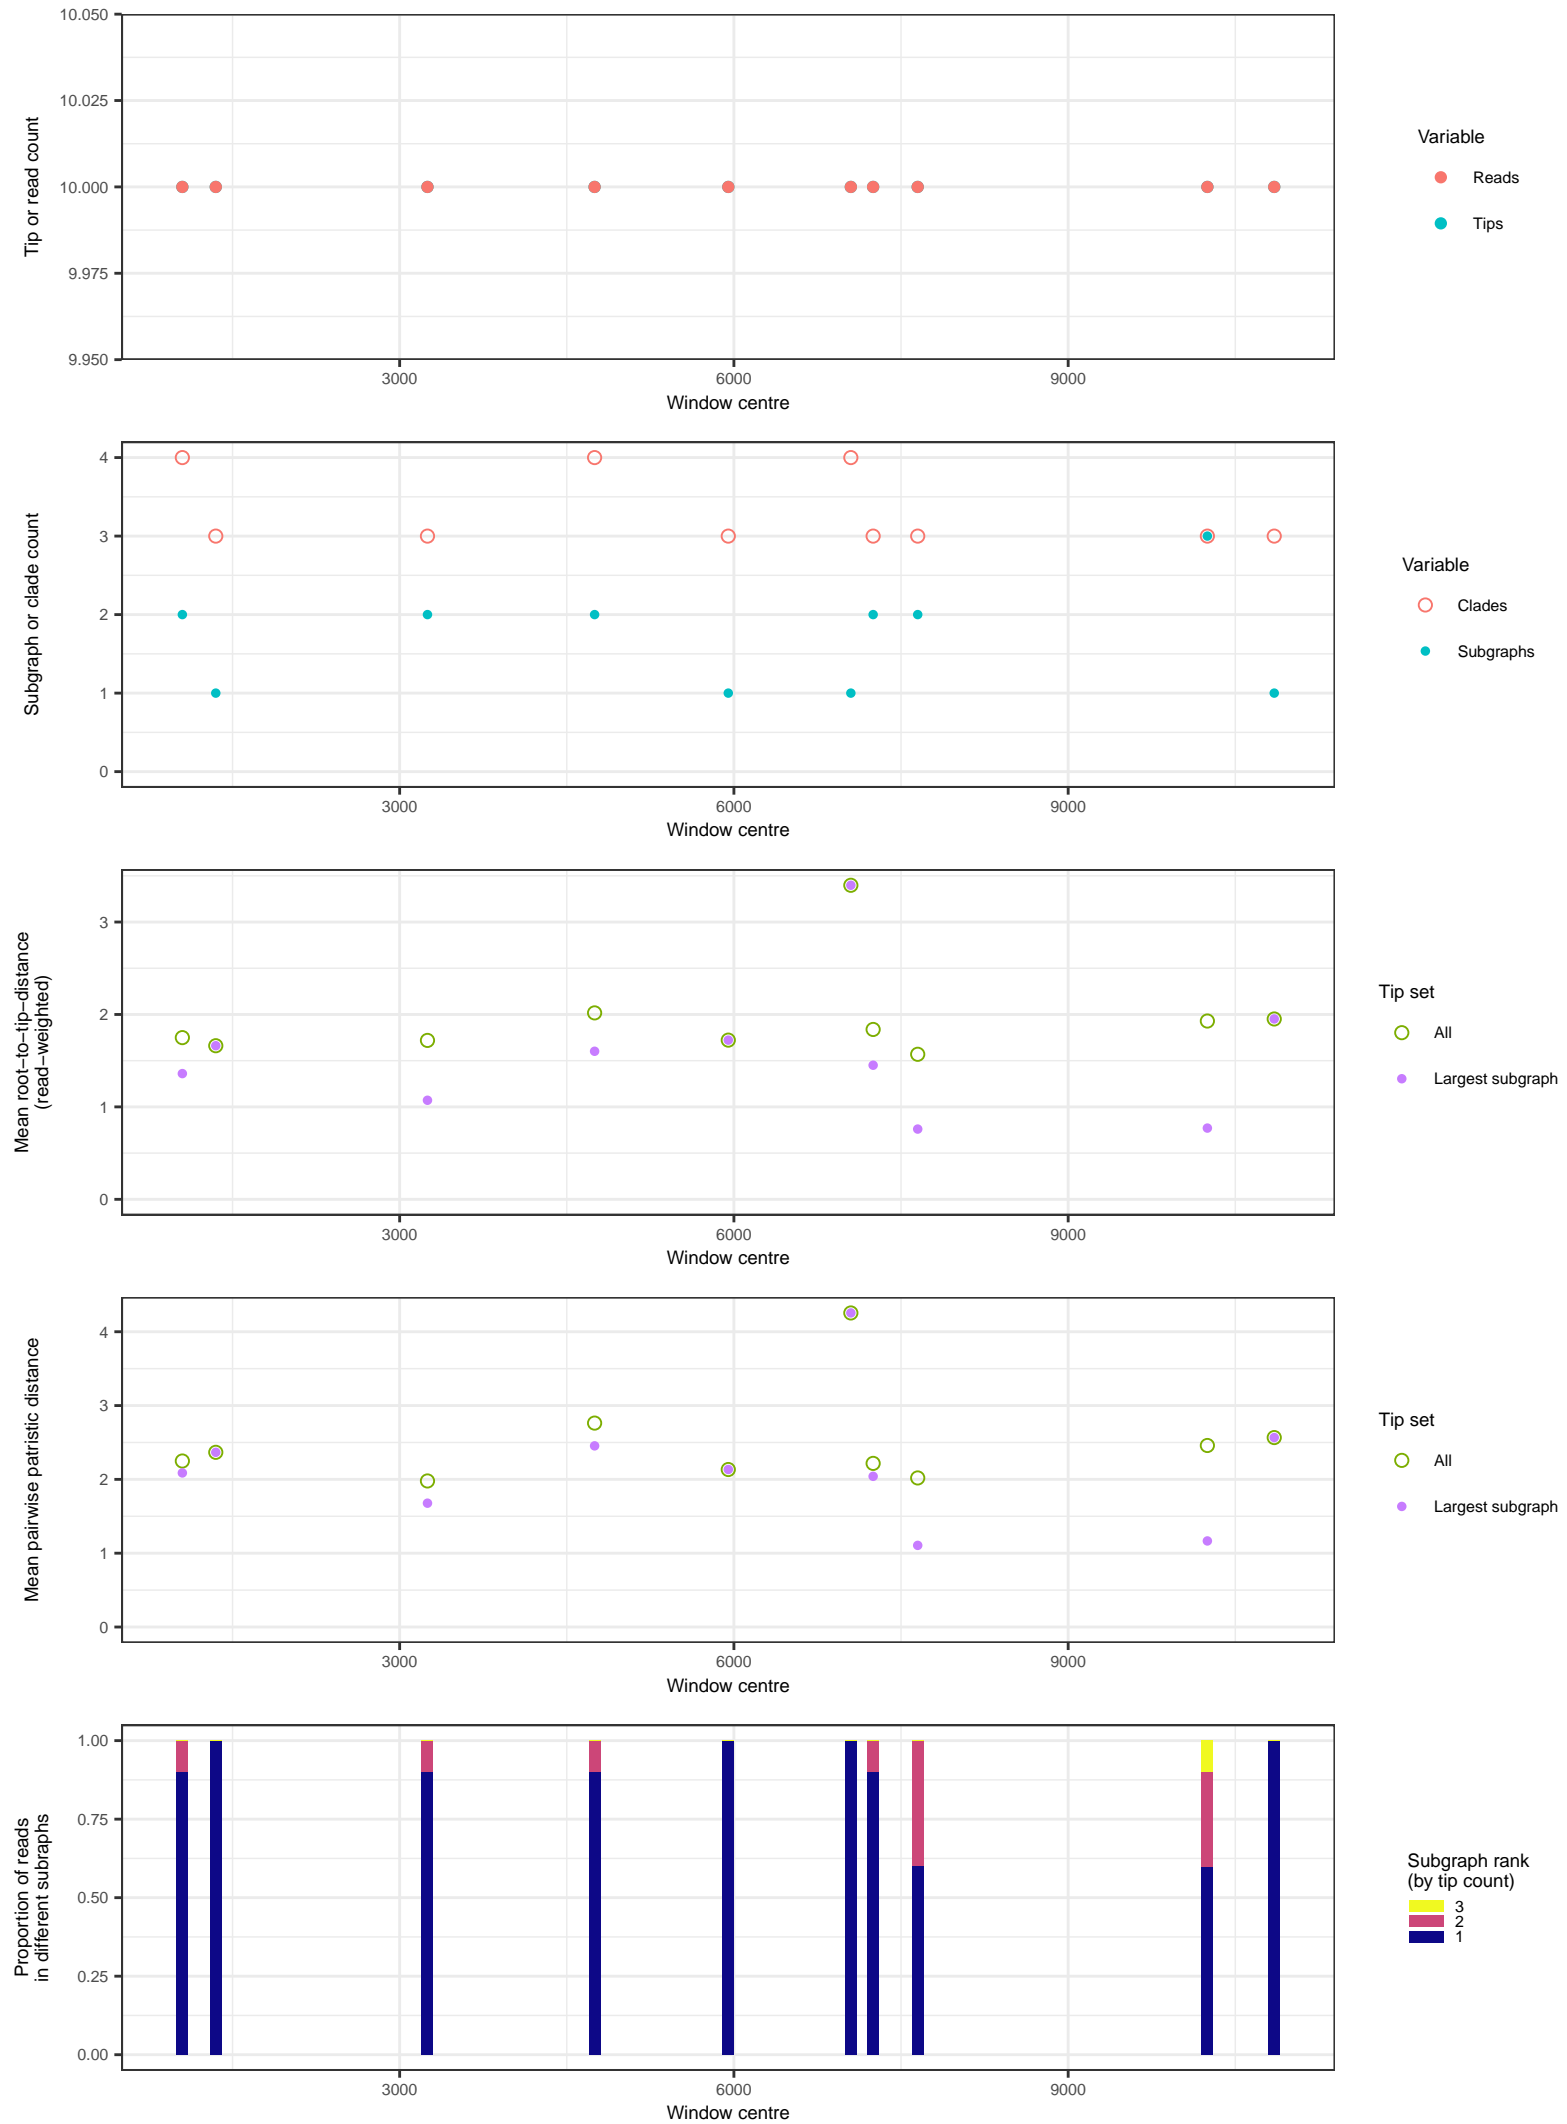 10.050
10.025
10.000
9.975
9.950
Tip or read count
3000 6000 9000
Window centre
Variable
Reads
Tips
4
3
2
1
0
Subgraph or clade count
3000 6000 9000
Window centre
Variable
Clades
Subgraphs
3
2
1
0
Mean root−to−tip−distance
(read−weighted)
3000 6000 9000
Window centre
Tip set
All
Largest subgraph
4
3
2
1
0
Mean pairwise patristic distance
3000 6000 9000
Window centre
Tip set
All
Largest subgraph
1.00
0.75
0.50
0.25
0.00
Proportion of reads
in different subraphs
3000 6000 9000
Window centre
Subgraph rank
(by tip count)
3
2
1